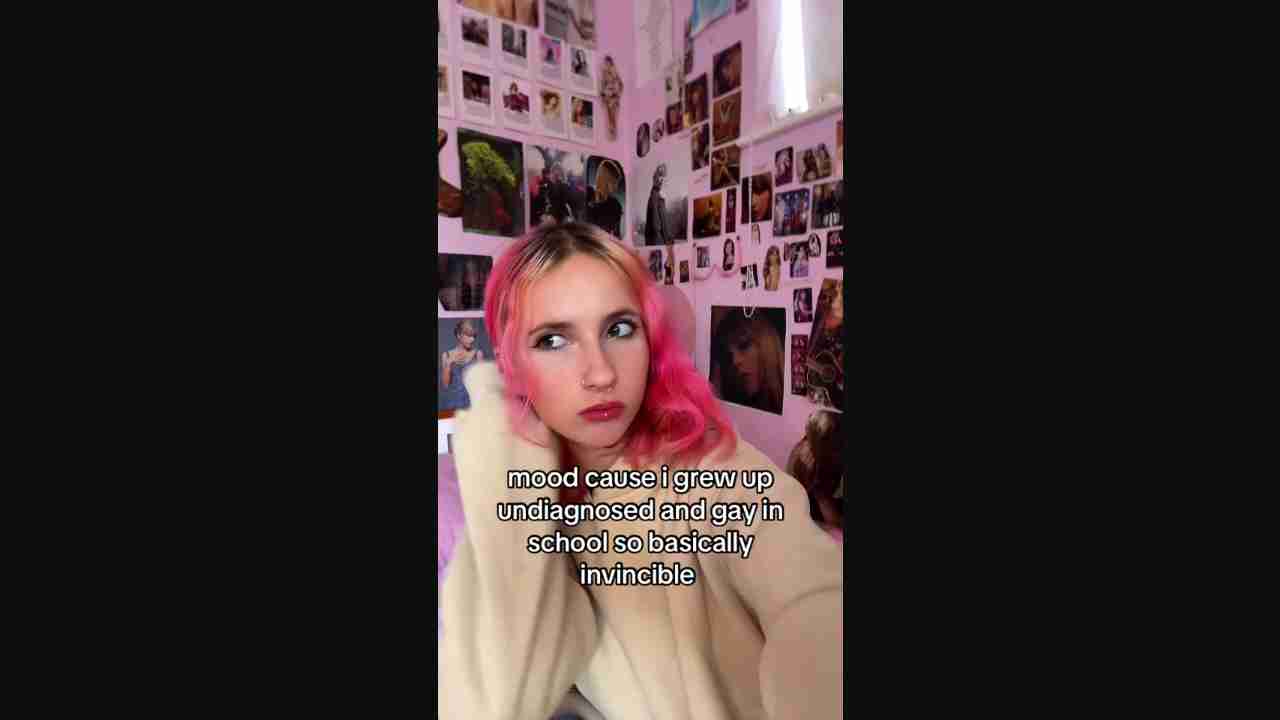 mood cause i grew up
undiagnosed and gay in
school so basically
invincible